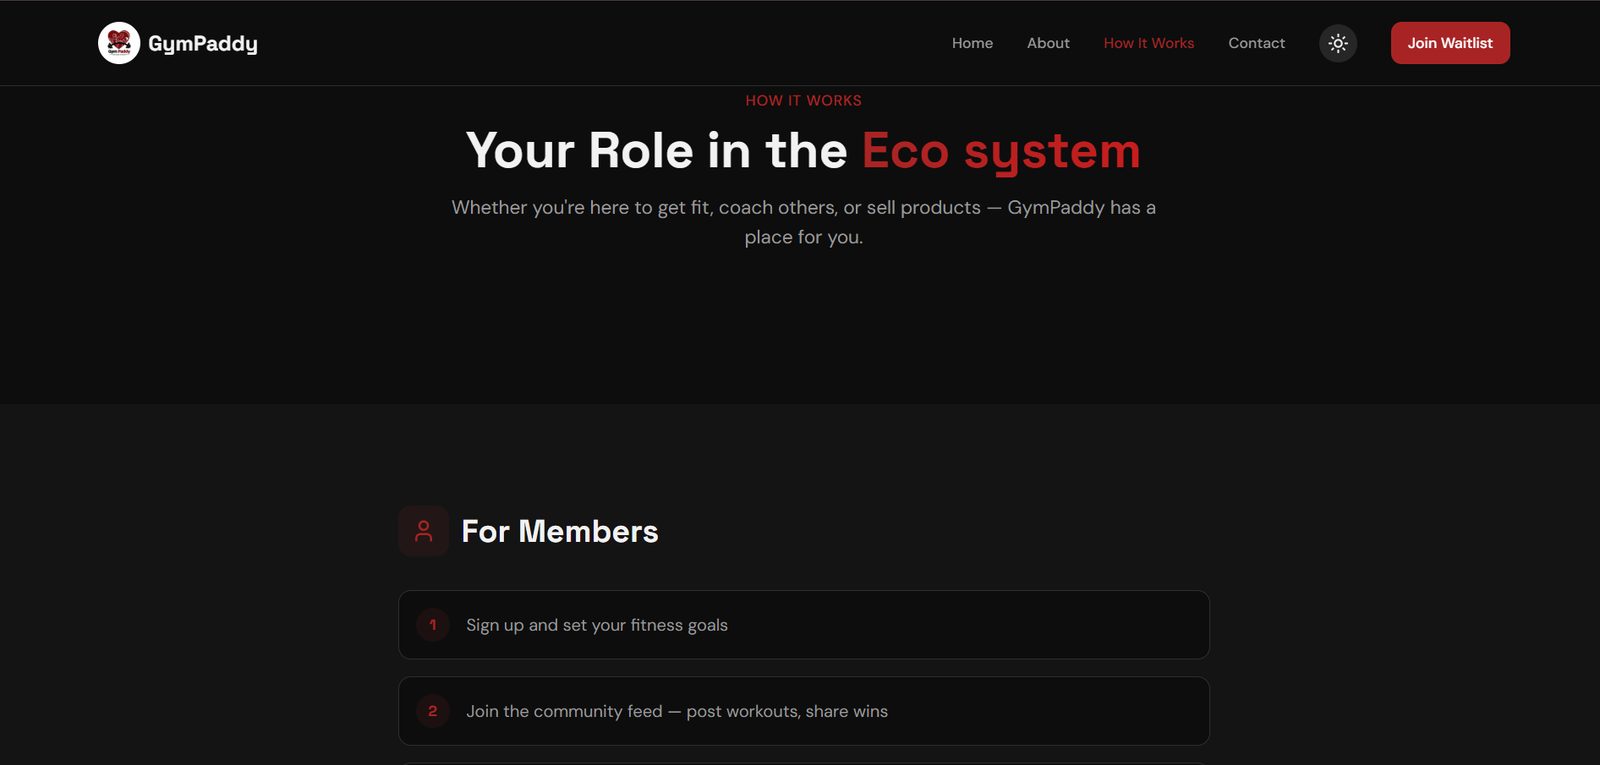 GymPaddy
Home
About
How It Works
Contact
Join Waitlist
HOW IT WORKS
Your Role in the Eco system
Whether you're here to get fit, coach others, or sell products — GymPaddy has a
place for you.
For Members
1
Sign up and set your fitness goals
2
Join the community feed — post workouts, share wins